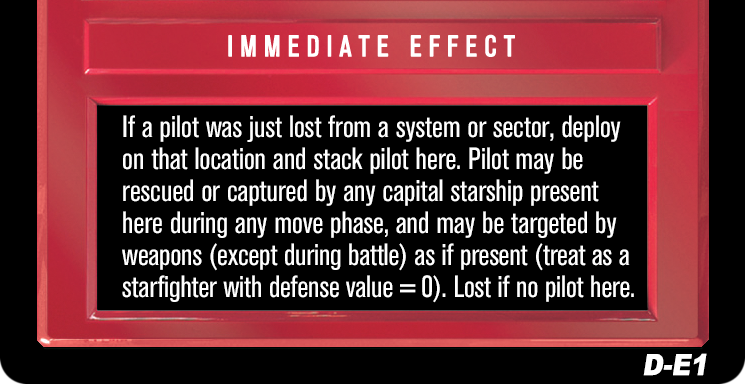 IMMEDIATE EFFECT
If a pilot was just lost from a system or sector, deploy
on that location and stack pilot here. Pilot may be
rescued or captured by any capital starship present
here during any move phase, and may be targeted by
weapons (except during battle) as if present (treat as a
starfighter with defense value = 0). Lost if no pilot here.
D-E1